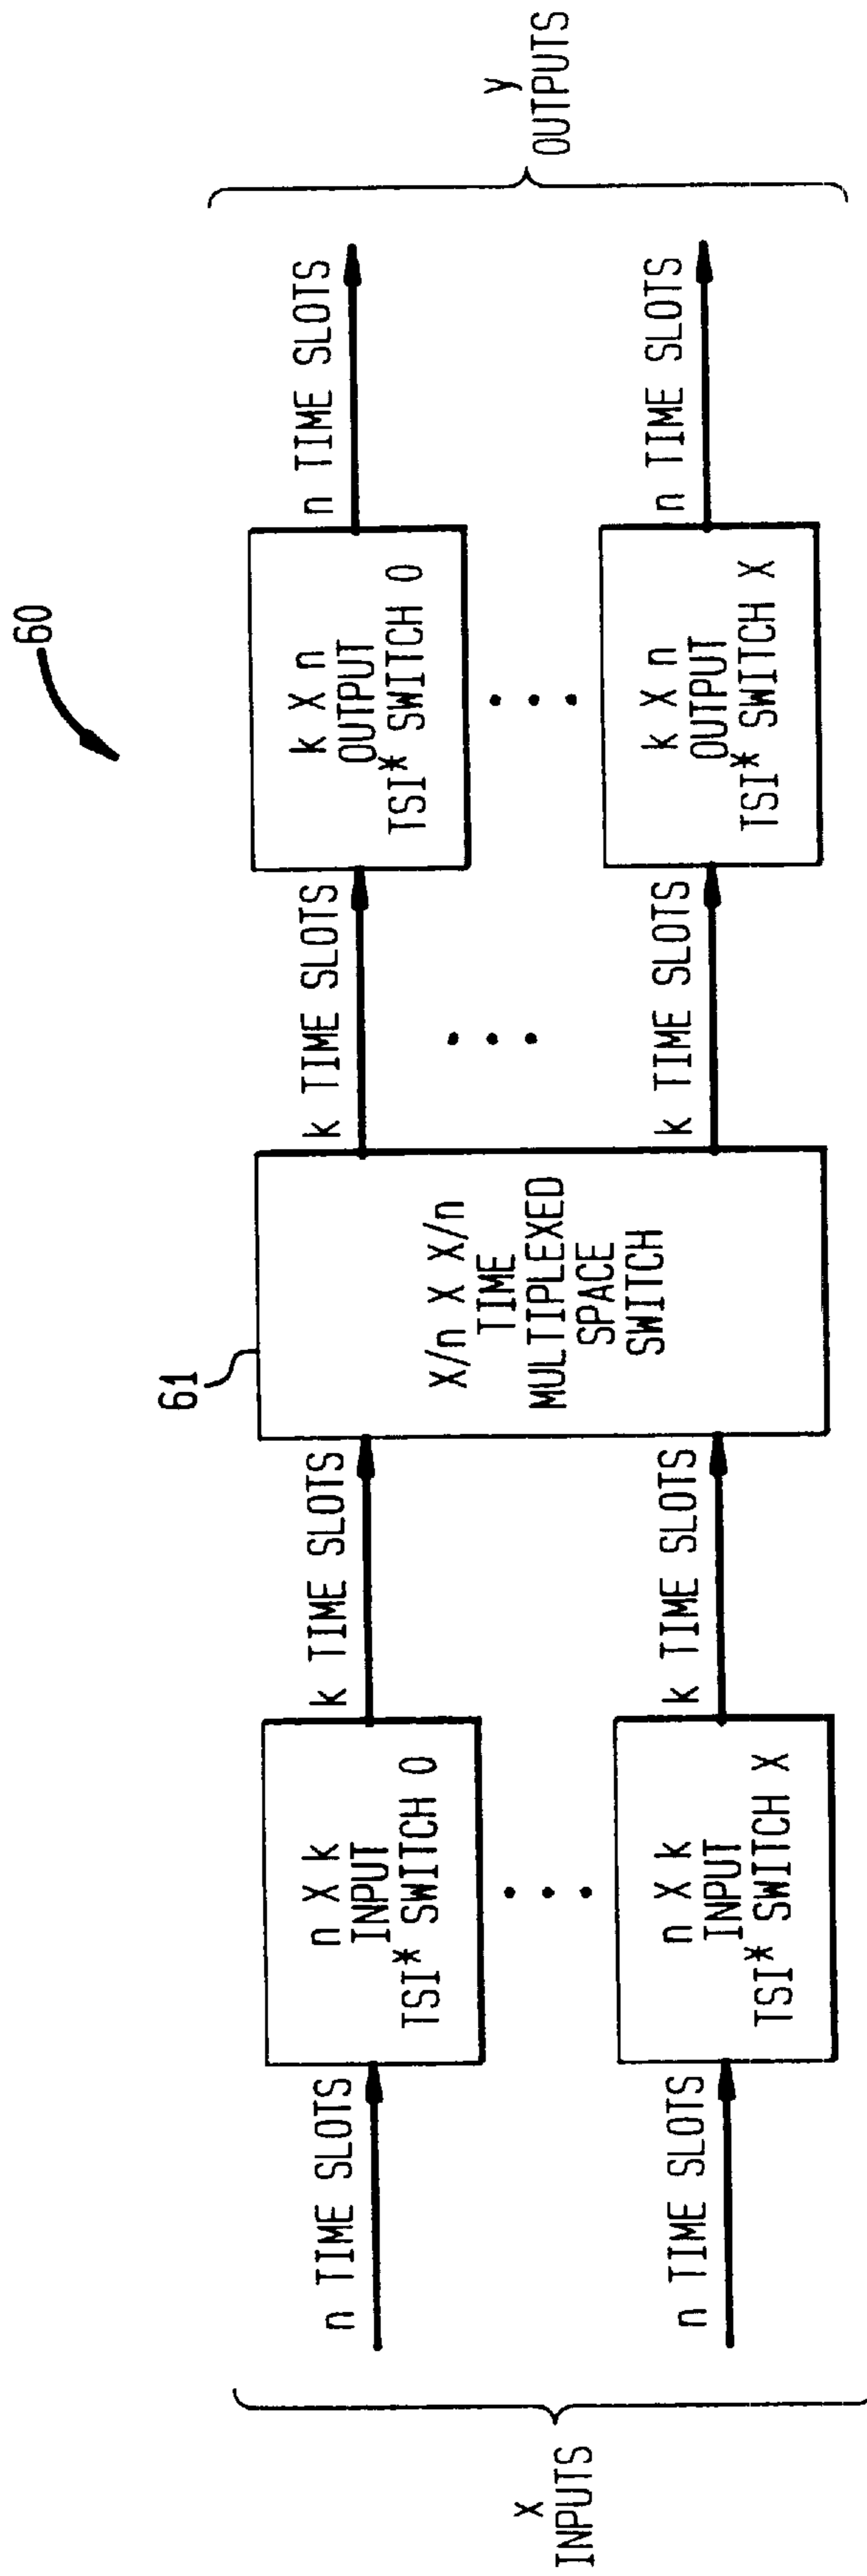 60
x
INPUTS
n TIME SLOTS
n X k
INPUT
TSI* SWITCH 0
k TIME SLOTS
n TIME SLOTS
n X k
INPUT
TSI* SWITCH X
k TIME SLOTS
61
X/n X X/n
TIME
MULTIPLEXED
SPACE
SWITCH
k TIME SLOTS
k X n
OUTPUT
TSI* SWITCH 0
n TIME SLOTS
k TIME SLOTS
k X n
OUTPUT
TSI* SWITCH X
n TIME SLOTS
y
OUTPUTS